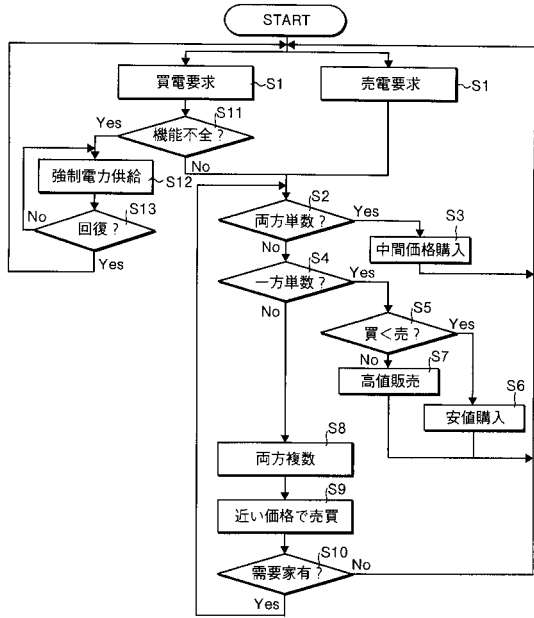 START
買電要求
S1
売電要求
S1
S11
Yes
機能不全？
No
強制電力供給
S12
S13
No
回復？
Yes
S2
両方単数？
Yes
S3
中間価格購入
No
S4
一方単数？
Yes
No
S5
買＜売？
Yes
No
S7
高値販売
S6
安値購入
S8
両方複数
S9
近い価格で売買
S10
需要家有？
No
Yes